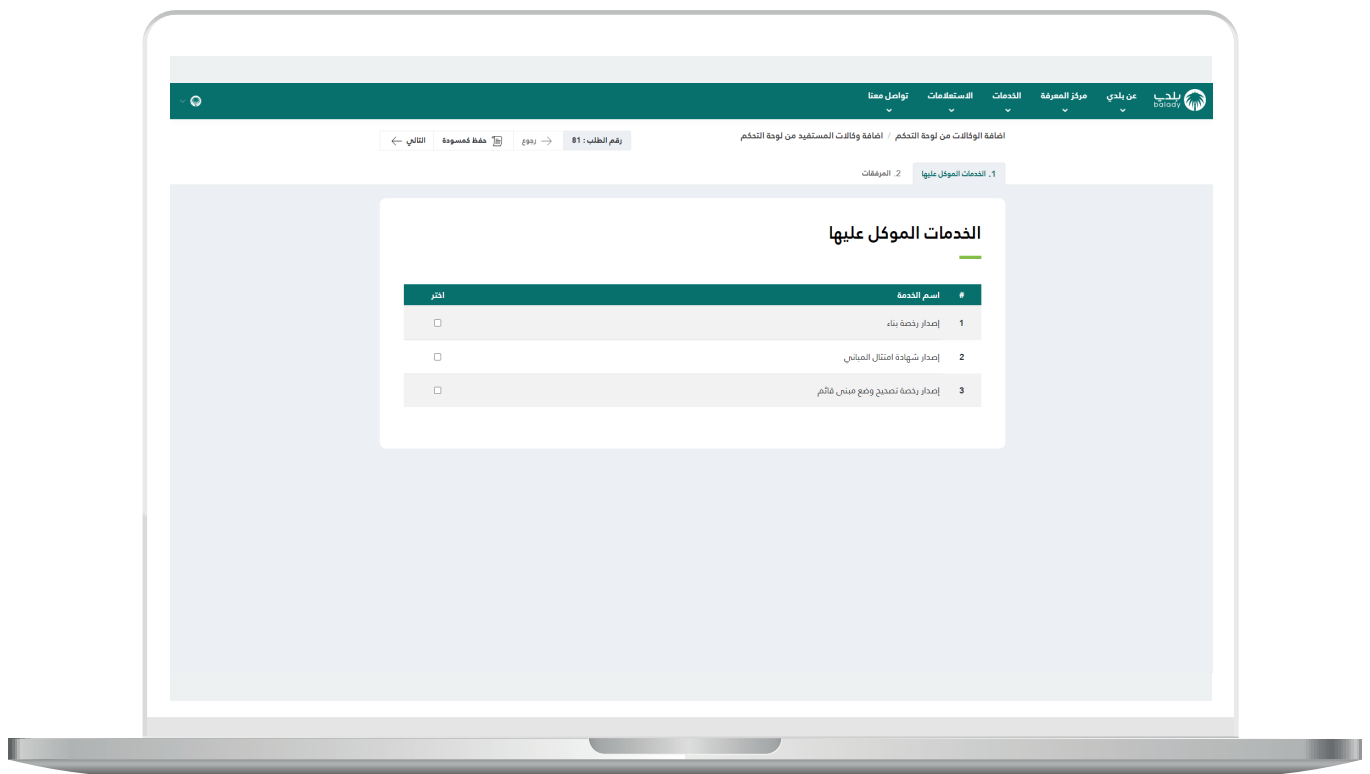 بلدي
balady
عن بلدي
مركز المعرفة
الخدمات
الاستعلامات
تواصل معنا
اضافة الوكالات من لوحة التحكم / اضافة وكالات المستفيد من لوحة التحكم
رقم الطلب : 81
رجوع
حفظ كمسودة
التالي
1. الخدمات الموكل عليها
2. المرفقات
الخدمات الموكل عليها
# اسم الخدمة اختر
1 إصدار رخصة بناء
2 إصدار شهادة امتثال المباني
3 إصدار رخصة تصحيح وضع مبنى قائم